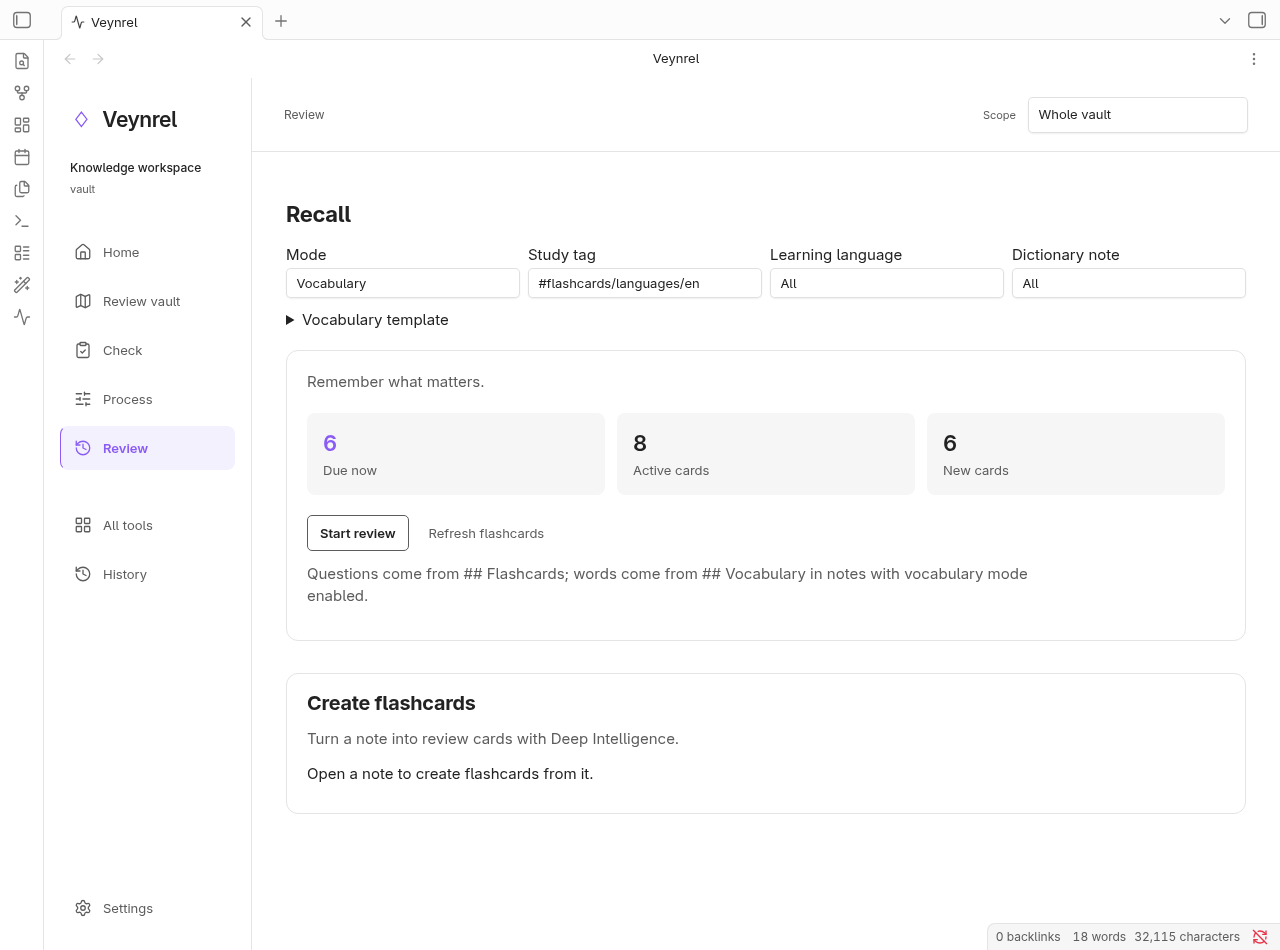 Veynrel
Veynrel
Veynrel
Knowledge workspace
vault
Home
Review vault
Check
Process
Review
All tools
History
Settings
Review
Scope
Whole vault
Recall
Mode
Study tag
Learning language
Dictionary note
Vocabulary
#flashcards/languages/en
All
All
Vocabulary template
Remember what matters.
6
Due now
8
Active cards
6
New cards
Start review
Refresh flashcards
Questions come from ## Flashcards; words come from ## Vocabulary in notes with vocabulary mode
enabled.
Create flashcards
Turn a note into review cards with Deep Intelligence.
Open a note to create flashcards from it.
0 backlinks 18 words 32,115 characters